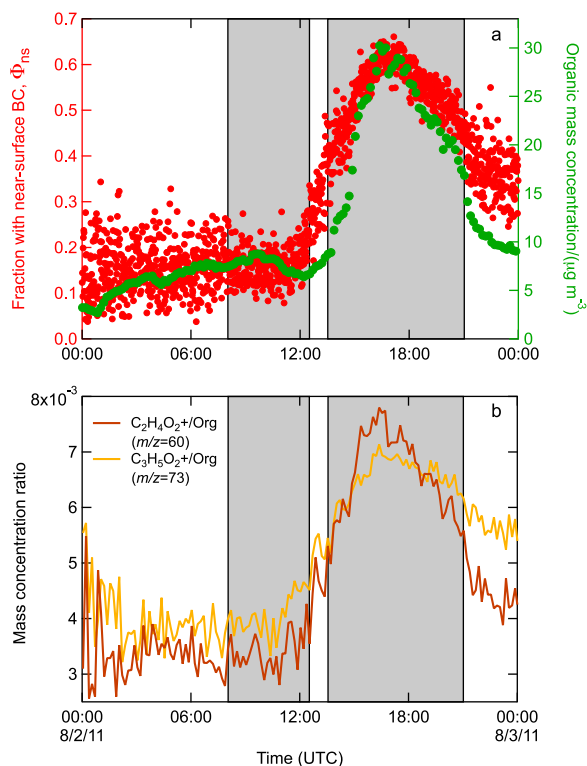 a
Fraction with near-surface BC, Φns
0.7
0.6
0.5
0.4
0.3
0.2
0.1
0.0
30
25
20
15
10
5
0
Organic mass concentration/(μg m-3)
00:00 06:00 12:00 18:00 00:00
b
8x10-3
7
6
5
4
3
Mass concentration ratio
C2H4O2+/Org
(m/z=60)
C3H5O2+/Org
(m/z=73)
00:00 06:00 12:00 18:00 00:00
8/2/11 8/3/11
Time (UTC)